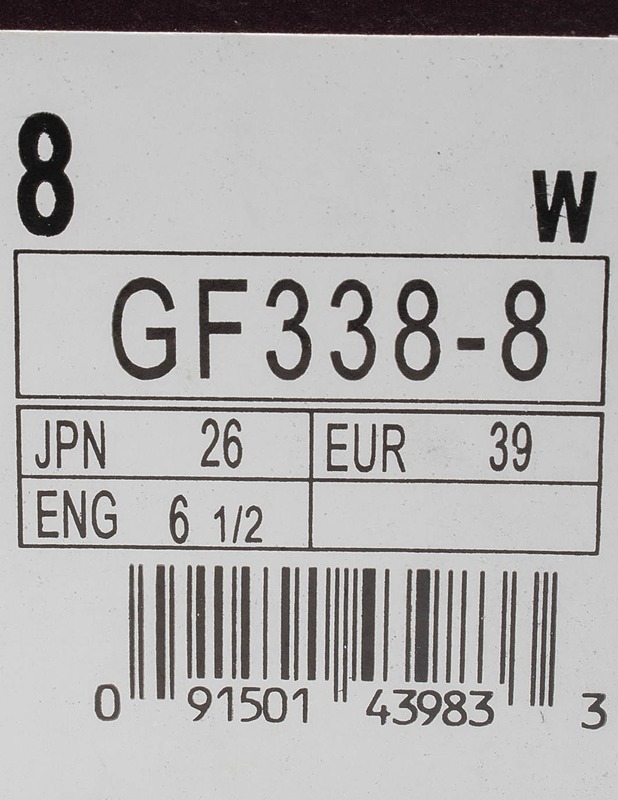 8 W
GF338-8
JPN 26 EUR 39
ENG 6 1/2
0 91501 43983 3